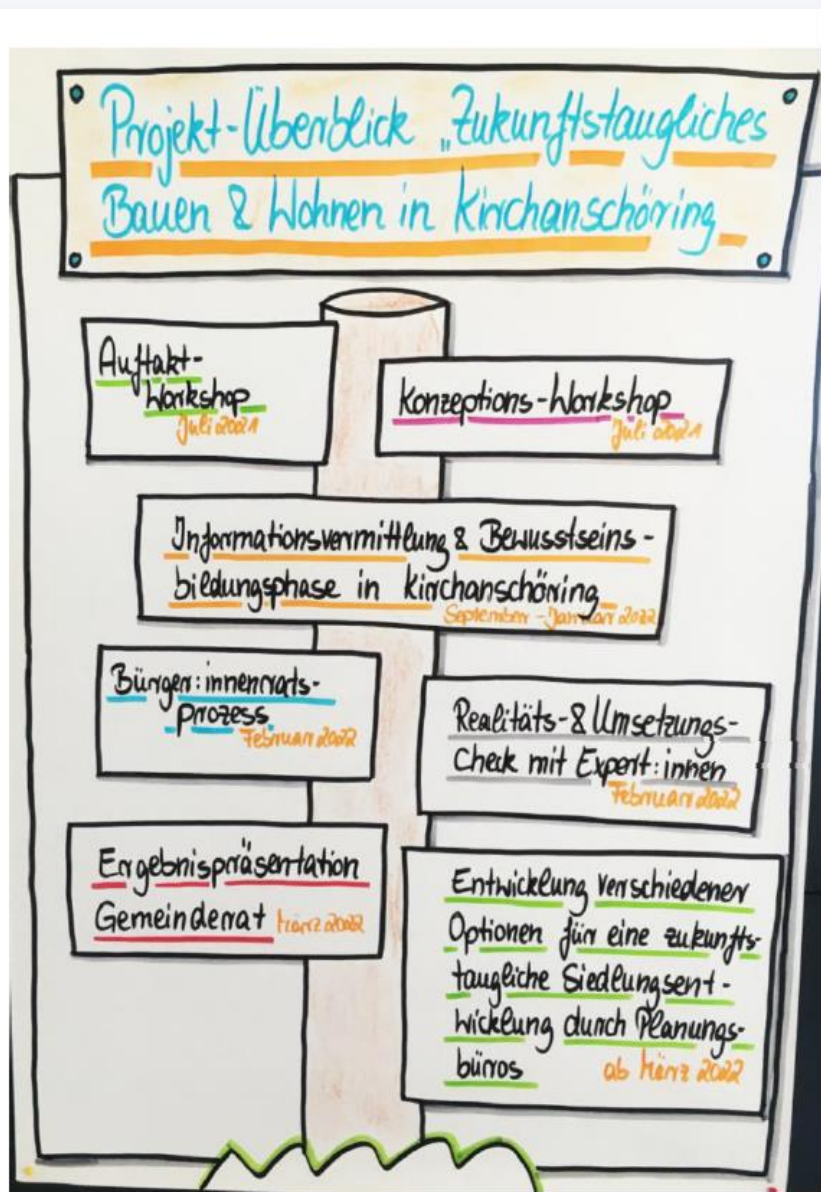 Projekt-Überblick „Zukunftstaugliches
Bauen & Wohnen in Kirchanschöring
Auftakt-
Workshop
Juli 2021
Konzeptions-Workshop
Juli 2021
Informationsvermittlung & Bewusstseins-
bildungsphase in Kirchanschöring
September - Januar 2022
Bürger:innenrats-
prozess
Februar 2022
Realitäts- & Umsetzungs-
Check mit Expert:innen
Februar 2022
Ergebnispräsentation
Gemeinderat März 2022
Entwicklung verschiedener
Optionen für eine zukunfts-
taugliche Siedlungsent-
wicklung durch Planungs-
büros ab März 2022